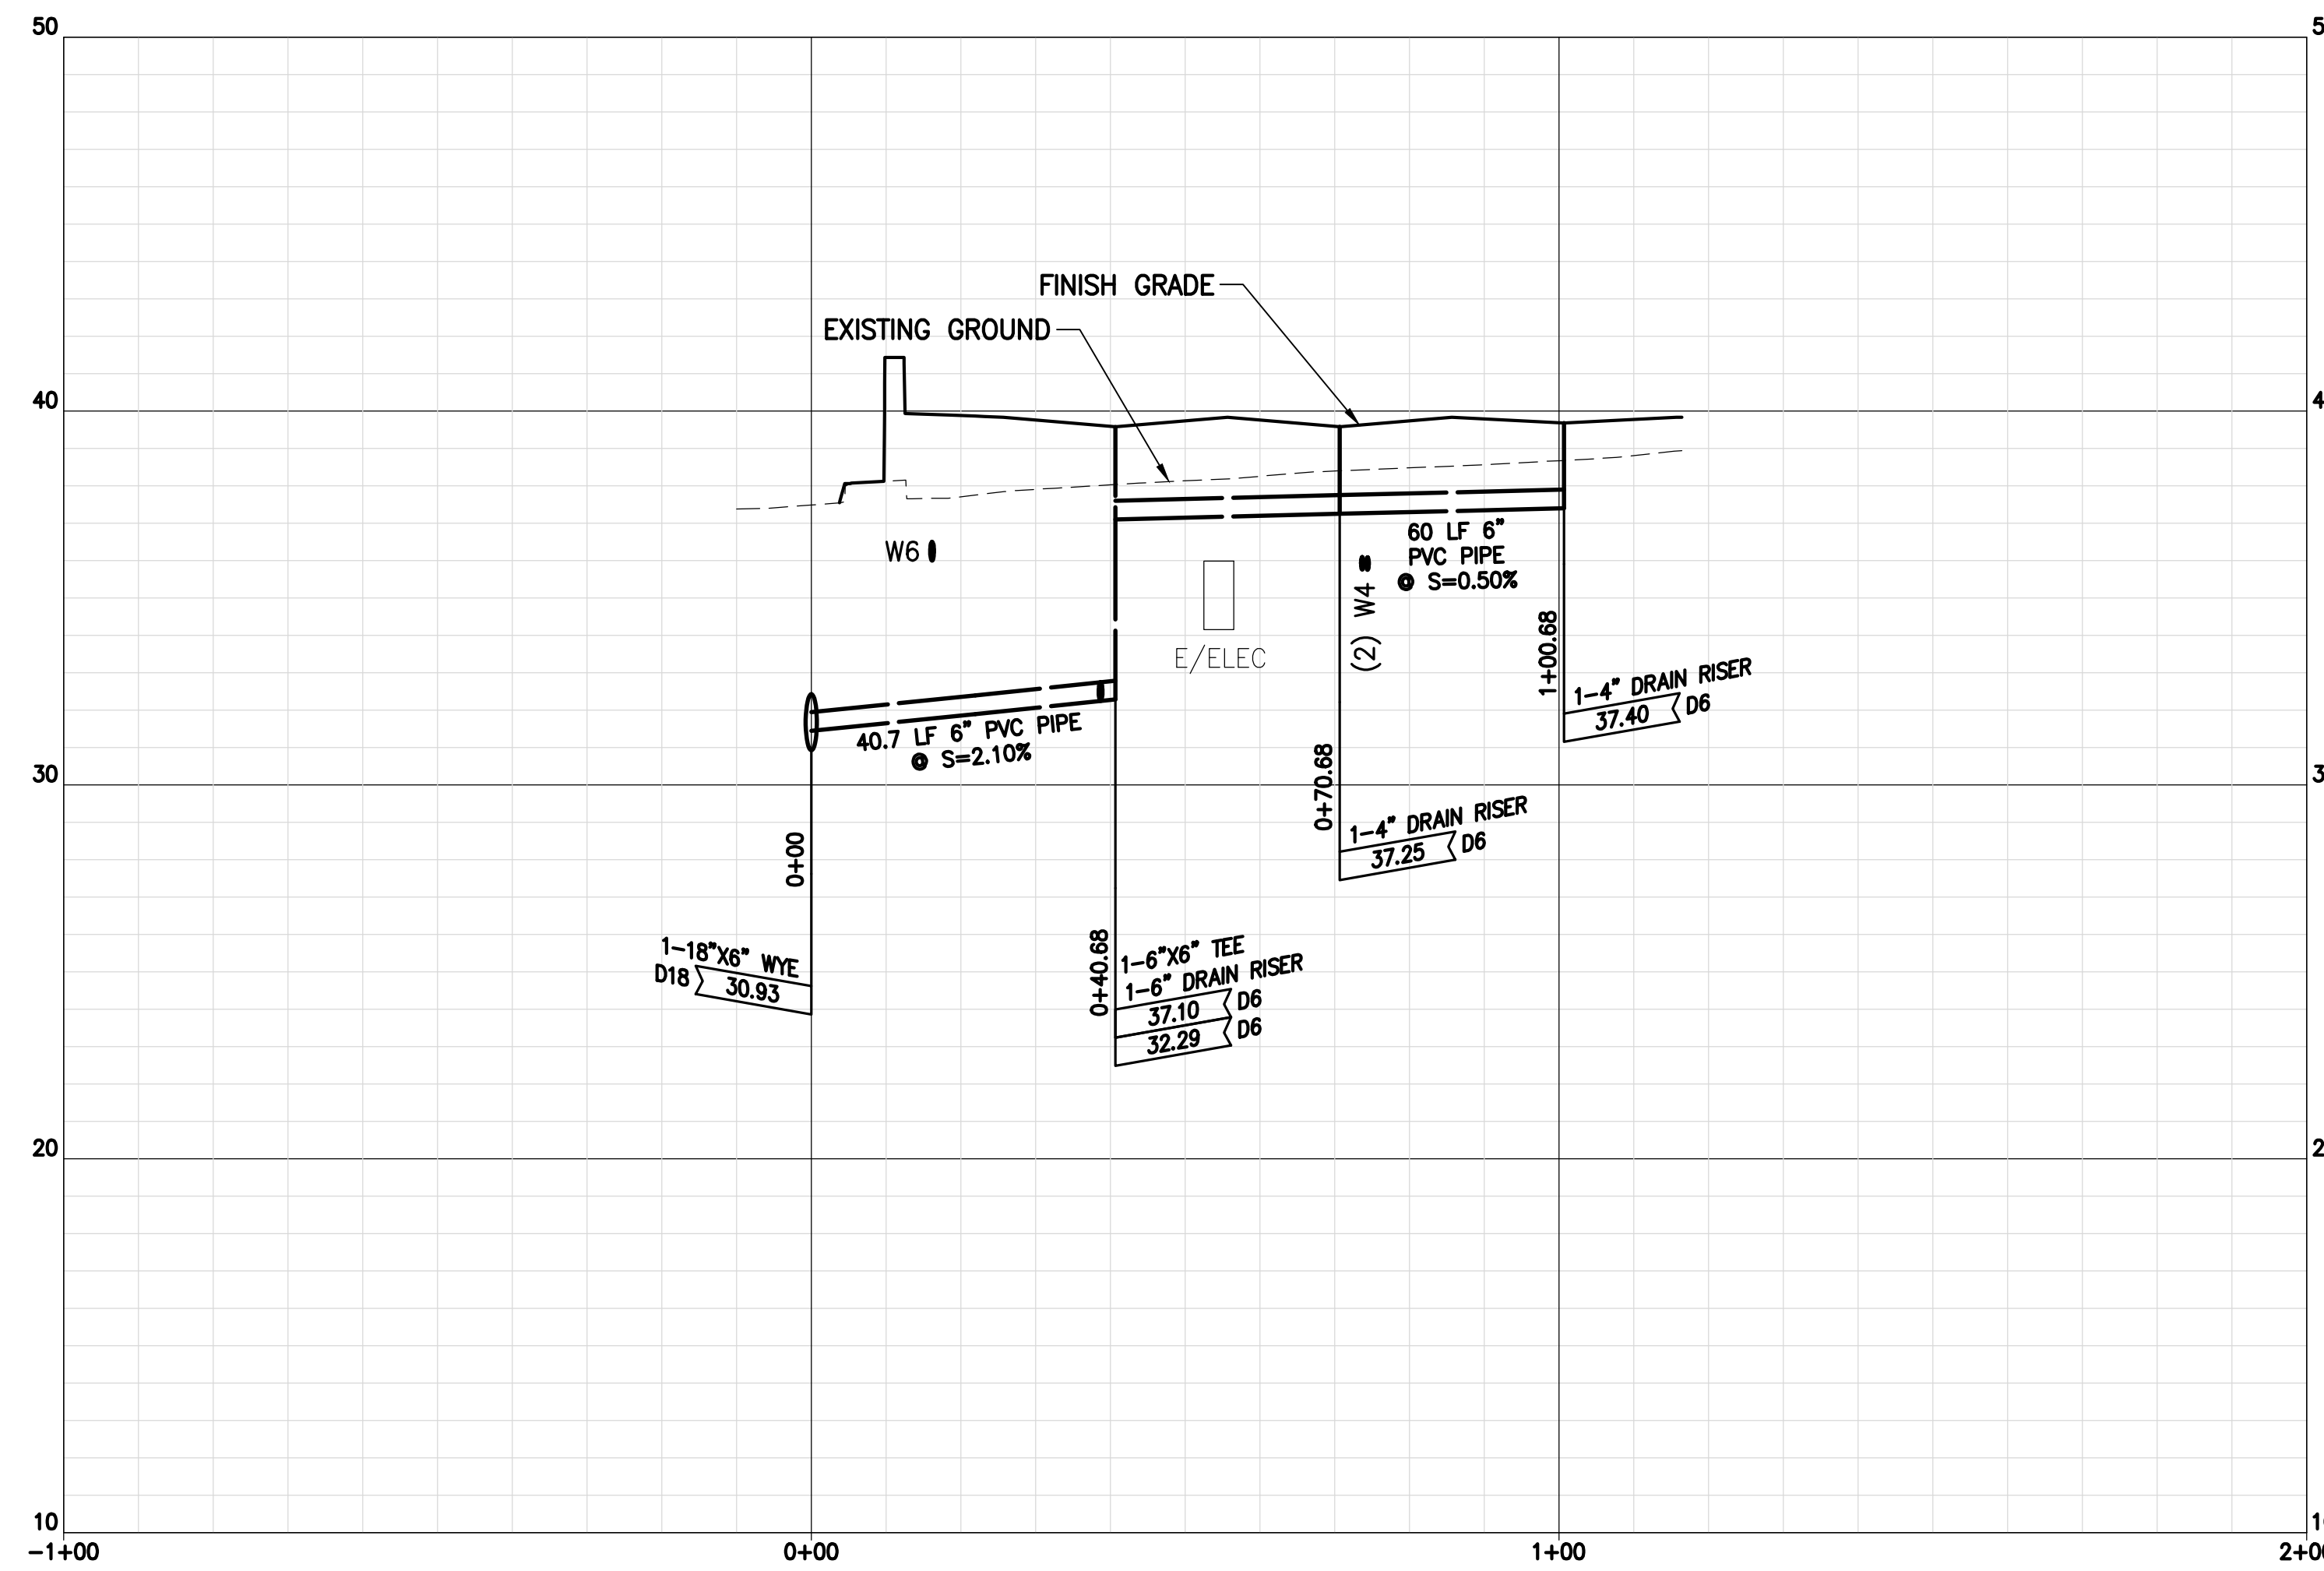 50
FINISH GRADE
EXISTING GROUND
40
W6
60 LF 6"
PVC PIPE
@ S=0.50%
(2) W4
E/ELEC
1+00.68
1-4" DRAIN RISER
37.40
D6
40.7 LF 6" PVC PIPE
@ S=2.10%
30
0+70.68
1-4" DRAIN RISER
37.25
D6
0+00
1-18"X6" WYE
D18
30.93
0+40.68
1-6"X6" TEE
1-6" DRAIN RISER
37.10
D6
32.29
D6
20
10
-1+00
0+00
1+00